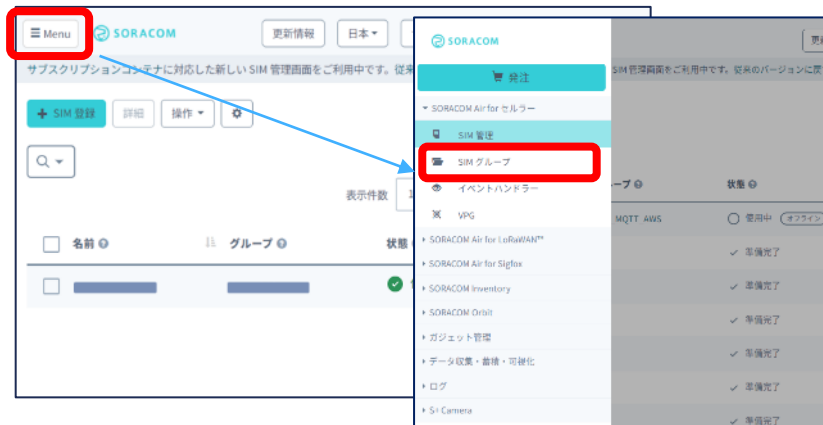 Menu
SORACOM
更新情報
日本
サブスクリプションコンテナに対応した新しい SIM 管理画面をご利用中です。従来
SIM 登録
詳細
操作
表示件数
名前
グループ
状態
SORACOM
発注
SORACOM Air for セルラー
SIM 管理
SIM グループ
イベントハンドラー
VPG
SORACOM Air for LoRaWAN™
SORACOM Air for Sigfox
SORACOM Inventory
SORACOM Orbit
ガジェット管理
データ収集・蓄積・可視化
ログ
S+ Camera
SIM 管理画面をご利用中です。従来のバージョンに戻
ープ
状態
MQTT AWS
使用中
オフライン
準備完了
準備完了
準備完了
準備完了
準備完了
準備完了